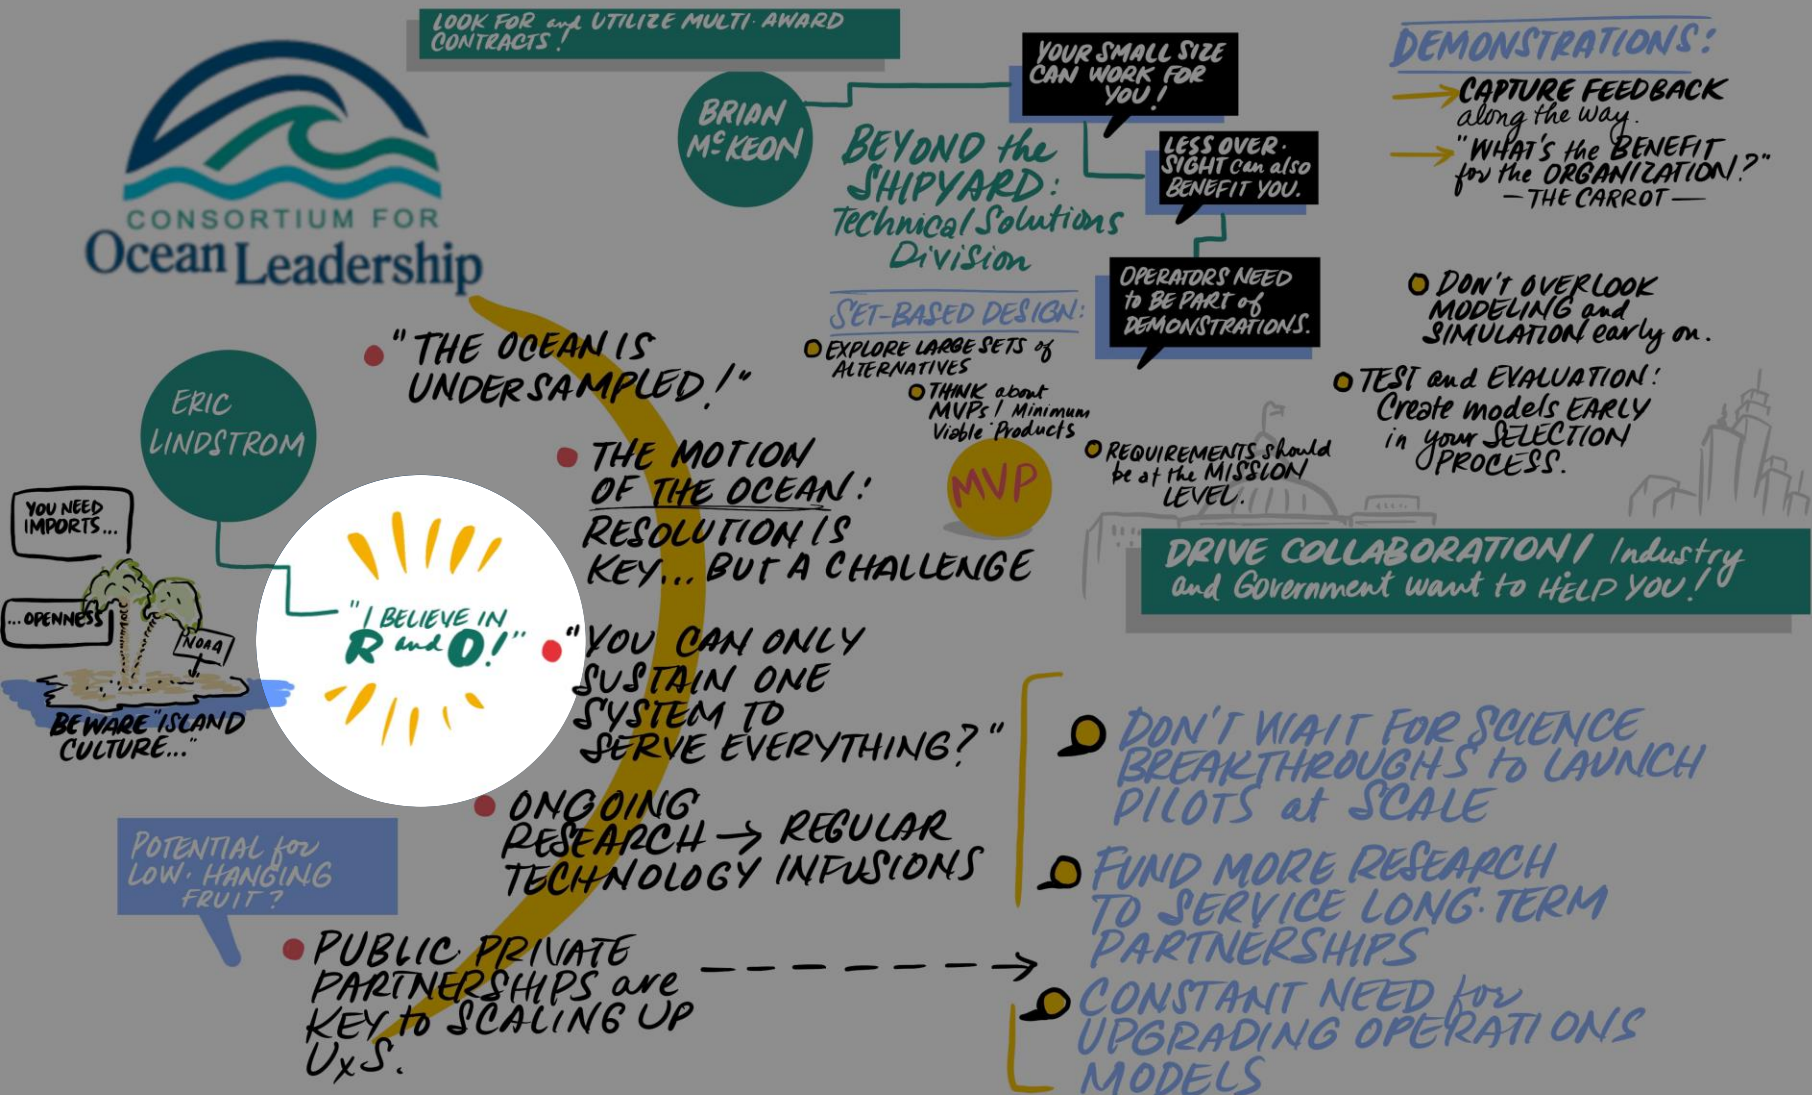 LOOK FOR and UTILIZE MULTI-AWARD
CONTRACTS!
CONSORTIUM FOR
Ocean Leadership
BRIAN
McKEON
BEYOND the
SHIPYARD:
Technical Solutions
Division
YOUR SMALL SIZE
CAN WORK FOR
YOU!
LESS OVER-
SIGHT can also
BENEFIT YOU.
OPERATORS NEED
to BE PART of
DEMONSTRATIONS.
SET-BASED DESIGN:
EXPLORE LARGE SETS of
ALTERNATIVES
THINK about
MVPs! Minimum
Viable Products
MVP
REQUIREMENTS should
be at the MISSION
LEVEL.
DEMONSTRATIONS:
CAPTURE FEEDBACK
along the way.
"WHAT'S the BENEFIT
for the ORGANIZATION?"
- THE CARROT -
DON'T OVERLOOK
MODELING and
SIMULATION early on.
TEST and EVALUATION:
Create models EARLY
in your SELECTION
PROCESS.
DRIVE COLLABORATION! Industry
and Government want to HELP YOU!
ERIC
LINDSTROM
"I BELIEVE IN
R and D!"
YOU NEED
IMPORTS...
...OPENNESS
NOAA
BEWARE "ISLAND
CULTURE..."
"THE OCEAN IS
UNDERSAMPLED!"
THE MOTION
OF THE OCEAN:
RESOLUTION IS
KEY... BUT A CHALLENGE
"YOU CAN ONLY
SUSTAIN ONE
SYSTEM TO
SERVE EVERYTHING?"
ONGOING
RESEARCH → REGULAR
TECHNOLOGY INFUSIONS
POTENTIAL for
LOW-HANGING
FRUIT?
PUBLIC PRIVATE
PARTNERSHIPS are
KEY to SCALING UP
UxS.
DON'T WAIT FOR SCIENCE
BREAKTHROUGHS to LAUNCH
PILOTS at SCALE
FUND MORE RESEARCH
TO SERVICE LONG-TERM
PARTNERSHIPS
CONSTANT NEED for
UPGRADING OPERATIONS
MODELS